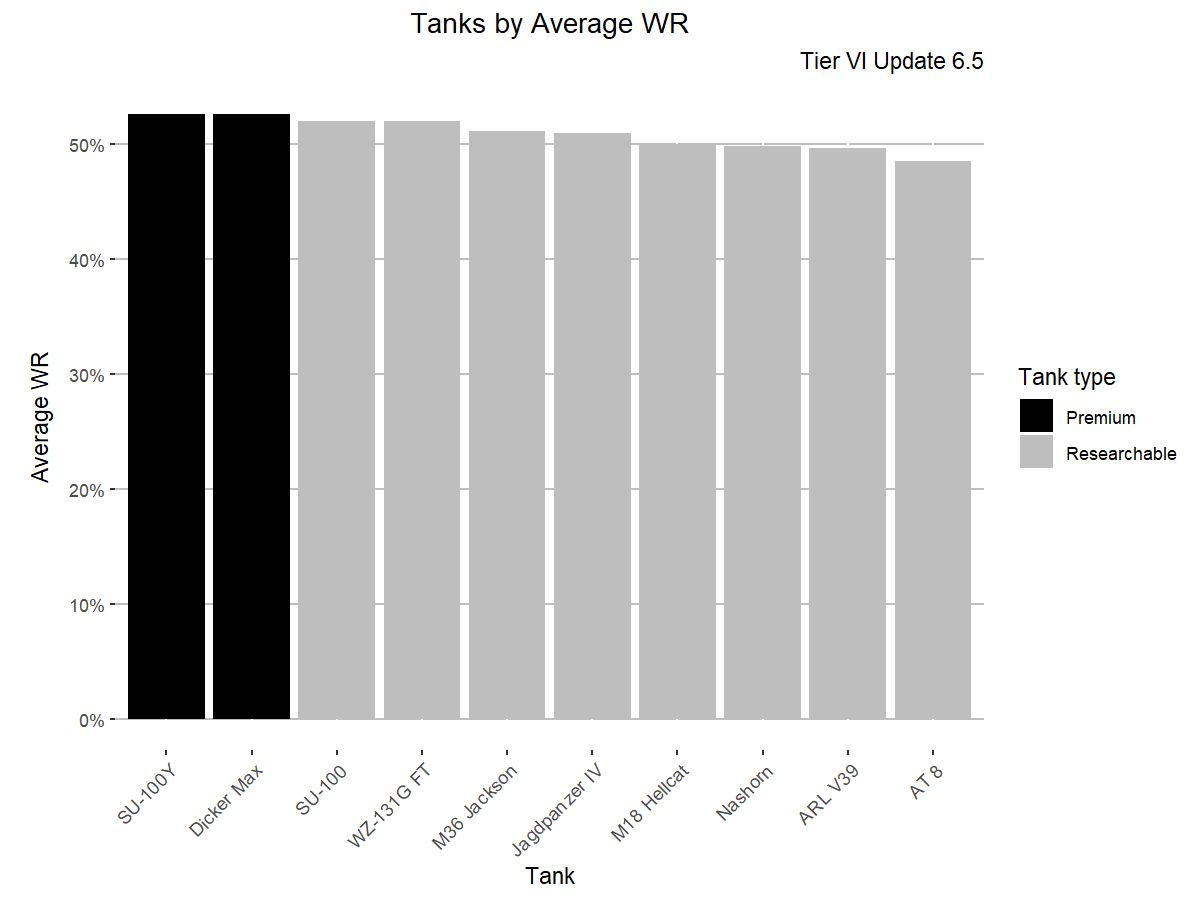 Tanks by Average WR
Tier VI Update 6.5
Average WR
50%
40%
30%
20%
10%
0%
SU-100Y
Dicker Max
SU-100
WZ-131G FT
M36 Jackson
Jagdpanzer IV
M18 Hellcat
Nashorn
ARL V39
AT 8
Tank
Tank type
Premium
Researchable